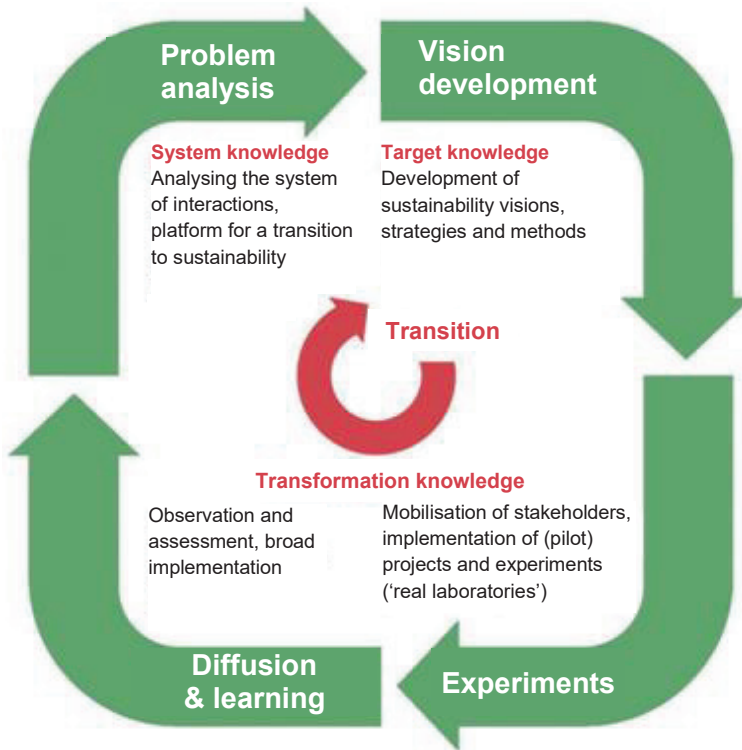 Problem
analysis
Vision
development
System knowledge
Analysing the system
of interactions,
platform for a transition
to sustainability
Target knowledge
Development of
sustainability visions,
strategies and methods
Transition
Transformation knowledge
Observation and
assessment, broad
implementation
Mobilisation of stakeholders,
implementation of (pilot)
projects and experiments
(‘real laboratories’)
Diffusion
& learning
Experiments